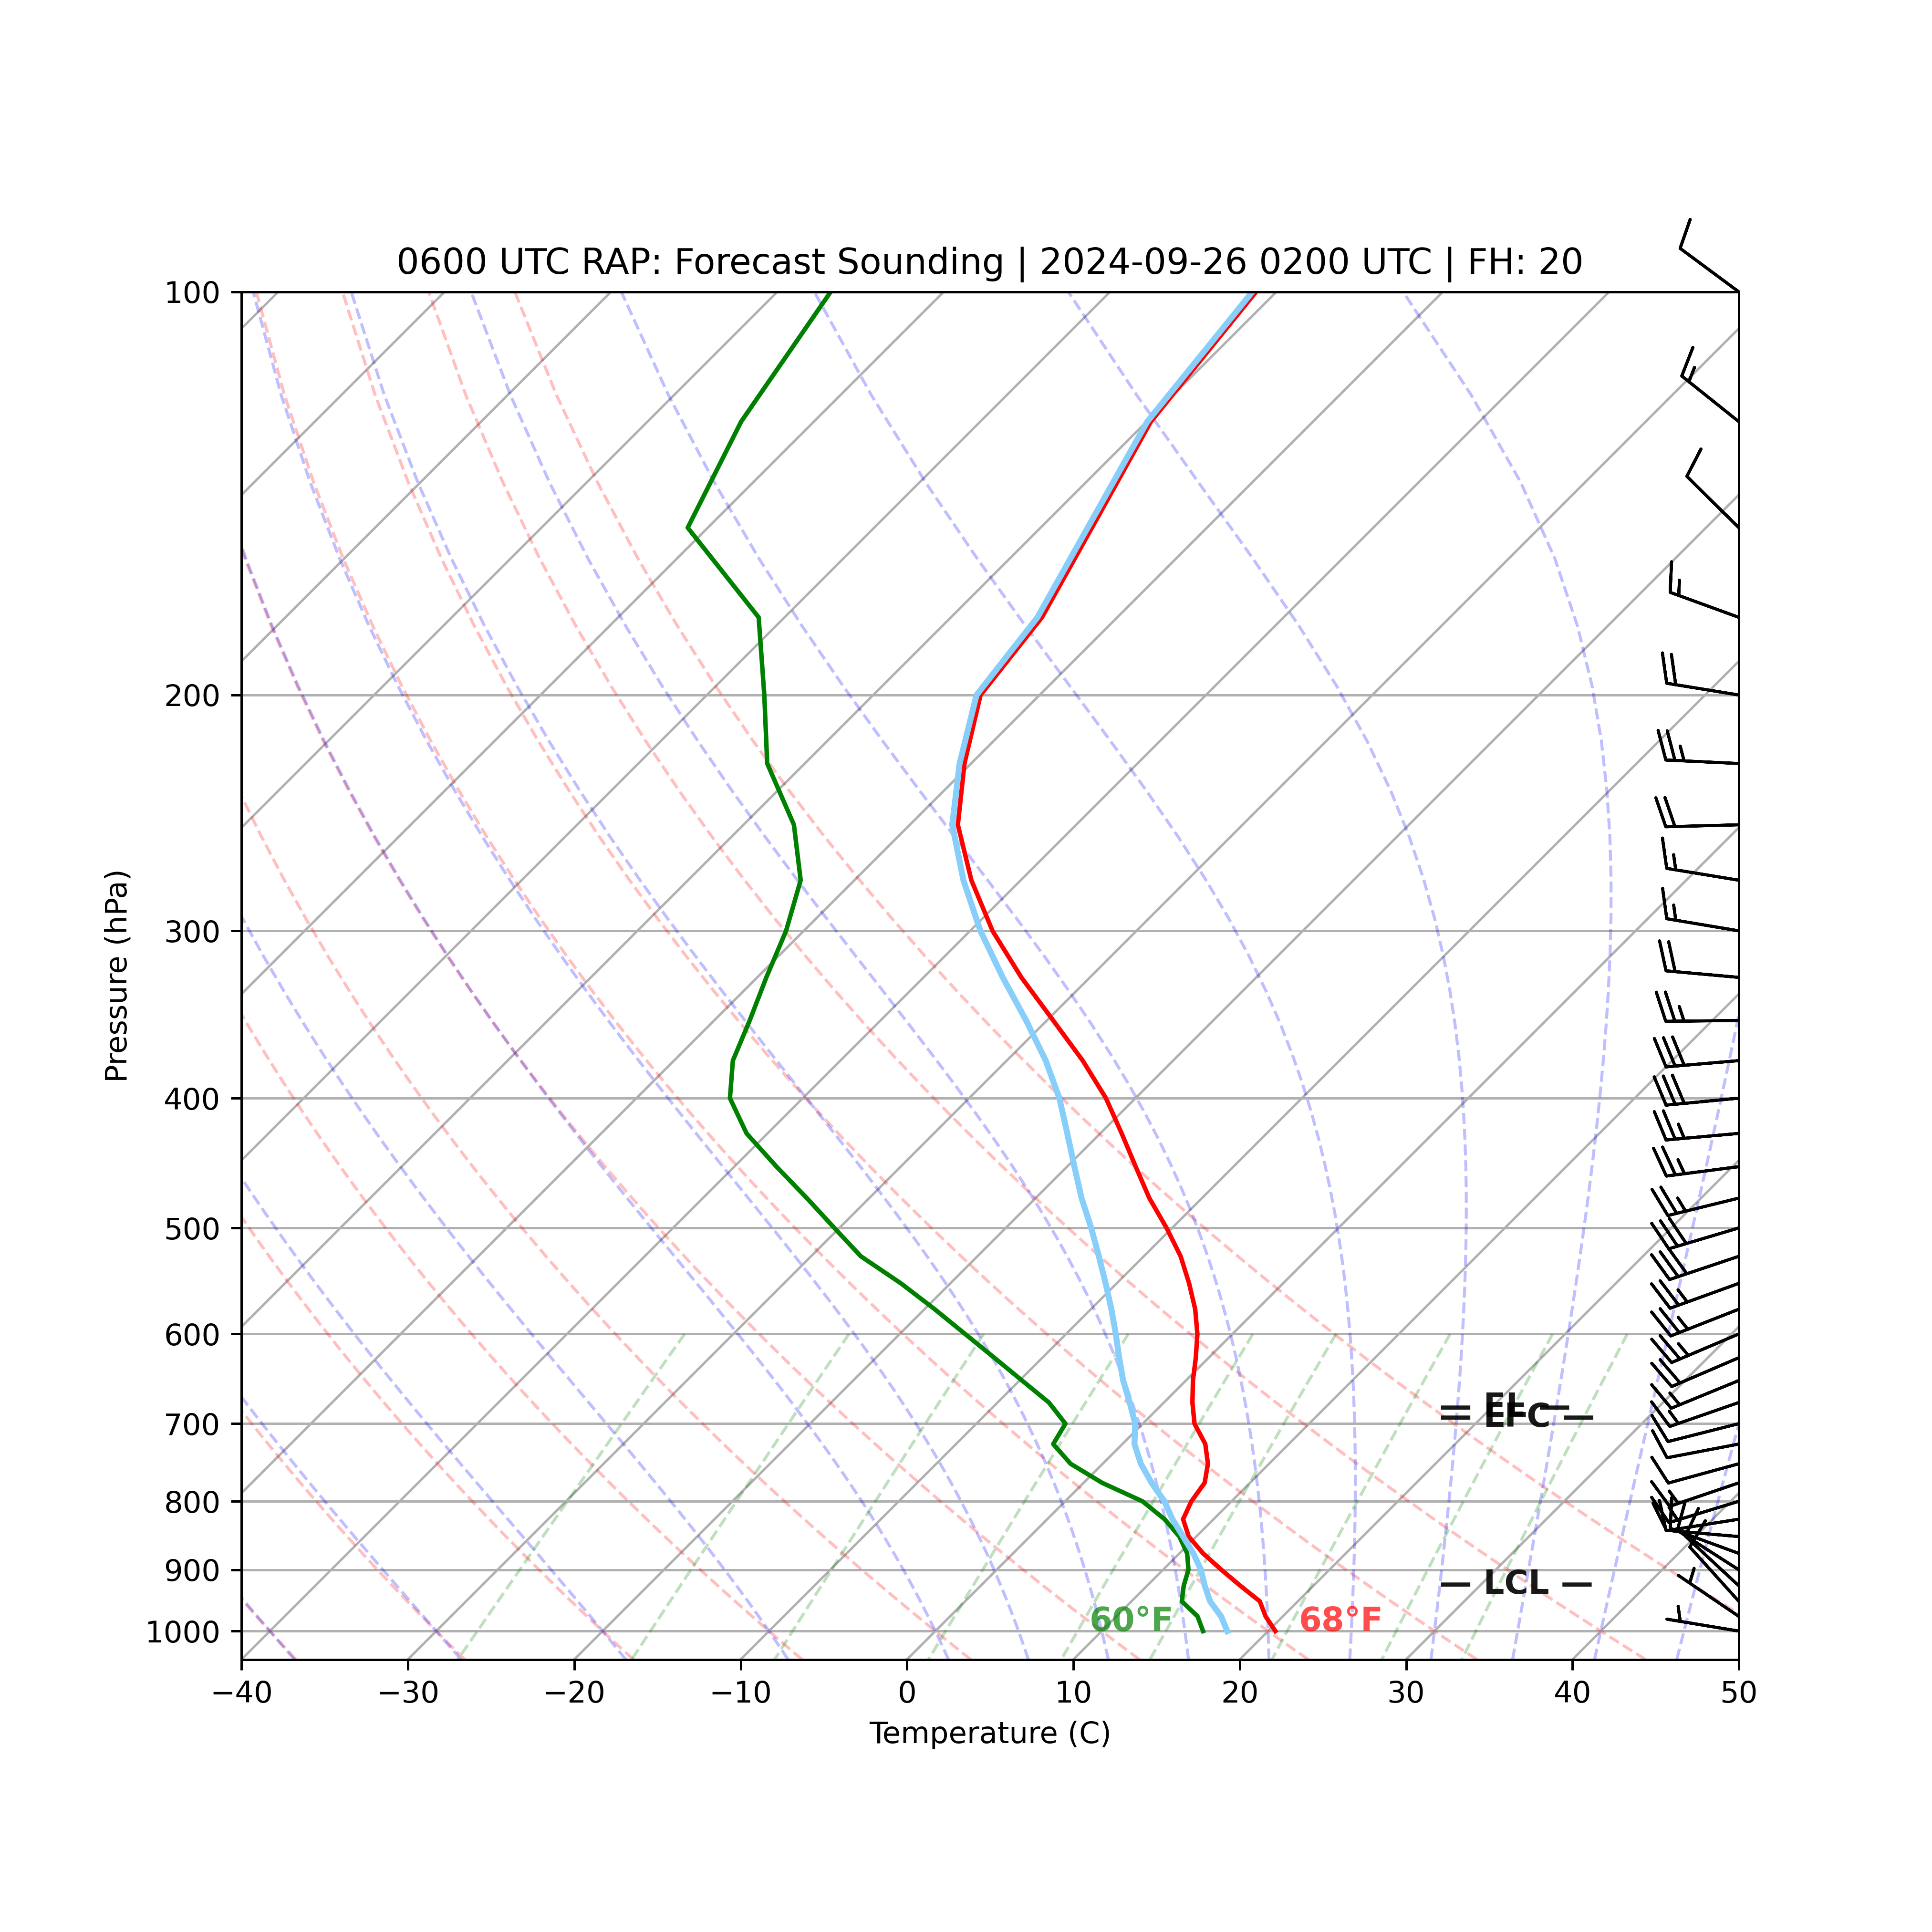 0600 UTC RAP: Forecast Sounding | 2024-09-26 0200 UTC | FH: 20
100
200
300
400
500
600
700
800
900
1000
Pressure (hPa)
— EL —
— LFC —
— LCL —
60°F
68°F
−40 −30 −20 −10 0 10 20 30 40 50
Temperature (C)